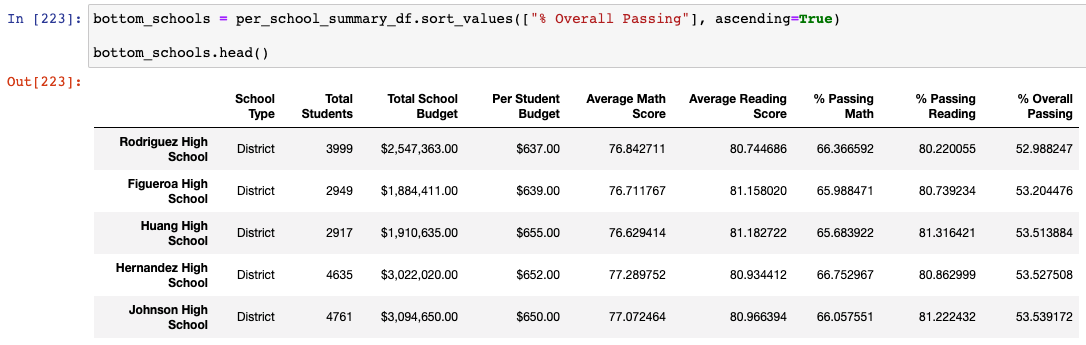 In [223]: bottom_schools = per_school_summary_df.sort_values(["% Overall Passing"], ascending=True)
bottom_schools.head()
Out[223]:
School Type Total Students Total School Budget Per Student Budget Average Math Score Average Reading Score % Passing Math % Passing Reading % Overall Passing
Rodriguez High School District 3999 $2,547,363.00 $637.00 76.842711 80.744686 66.366592 80.220055 52.988247
Figueroa High School District 2949 $1,884,411.00 $639.00 76.711767 81.158020 65.988471 80.739234 53.204476
Huang High School District 2917 $1,910,635.00 $655.00 76.629414 81.182722 65.683922 81.316421 53.513884
Hernandez High School District 4635 $3,022,020.00 $652.00 77.289752 80.934412 66.752967 80.862999 53.527508
Johnson High School District 4761 $3,094,650.00 $650.00 77.072464 80.966394 66.057551 81.222432 53.539172